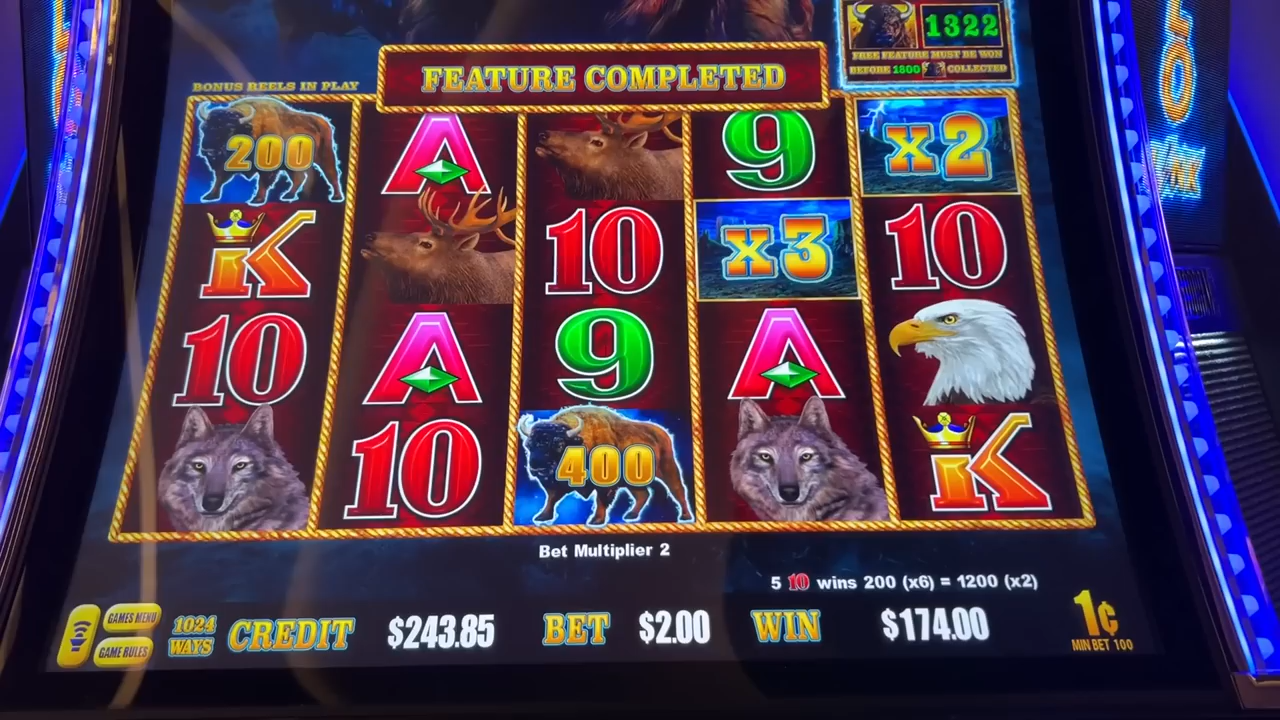 1322
FREE FEATURE MUST BE WON
BEFORE 1800 COLLECTED
FEATURE COMPLETED
BONUS REELS IN PLAY
200 A 9 x2
K 10 x3 10
10 A 9 A
10 400 K
Bet Multiplier 2
5 10 wins 200 (x6) = 1200 (x2)
GAMES MENU
GAME RULES
1024 WAYS
CREDIT $243.85 BET $2.00 WIN $174.00
1¢
MIN BET 100